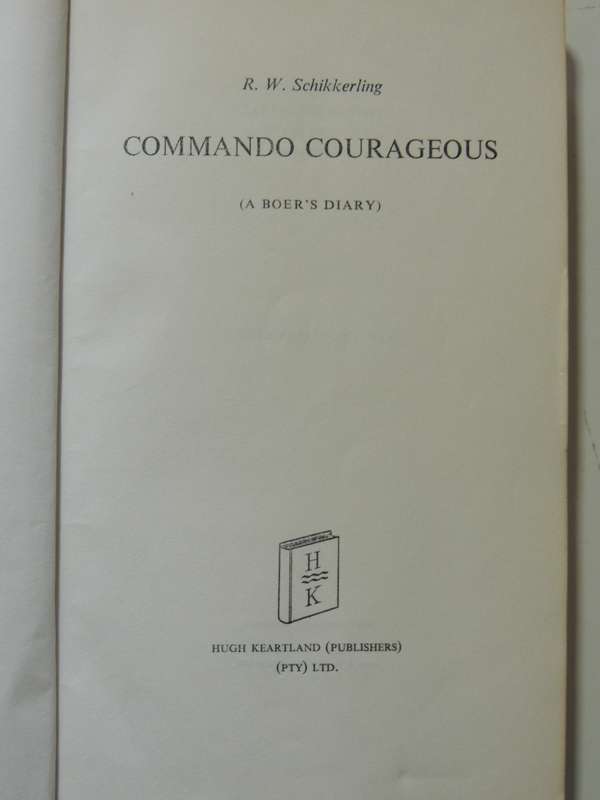 R. W. Schikkerling
COMMANDO COURAGEOUS
(A BOER'S DIARY)
H
K
HUGH KEARTLAND (PUBLISHERS)
(PTY) LTD.